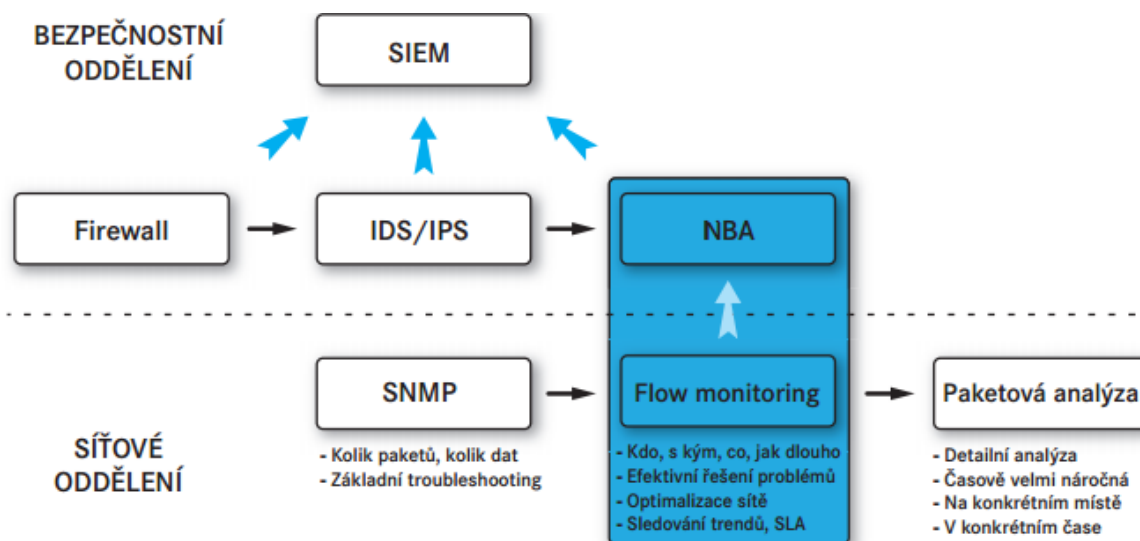 BEZPEČNOSTNÍ
ODDĚLENÍ
SIEM
Firewall
IDS/IPS
NBA
SÍŤOVÉ
ODDĚLENÍ
SNMP
- Kolik paketů, kolik dat
- Základní troubleshooting
Flow monitoring
- Kdo, s kým, co, jak dlouho
- Efektivní řešení problémů
- Optimalizace sítě
- Sledování trendů, SLA
Paketová analýza
- Detailní analýza
- Časově velmi náročná
- Na konkrétním místě
- V konkrétním čase